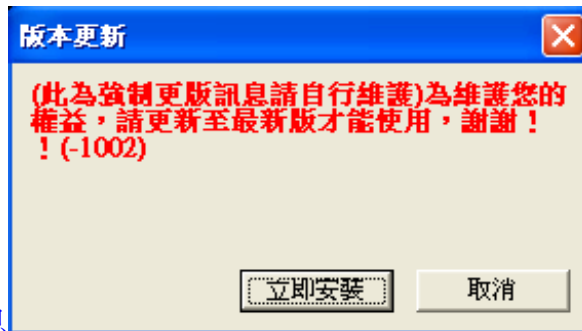 版本更新
(此為強制更版訊息請自行維護)為維護您的
權益，請更新至最新版才能使用，謝謝！
！(-1002)
立即安裝
取消